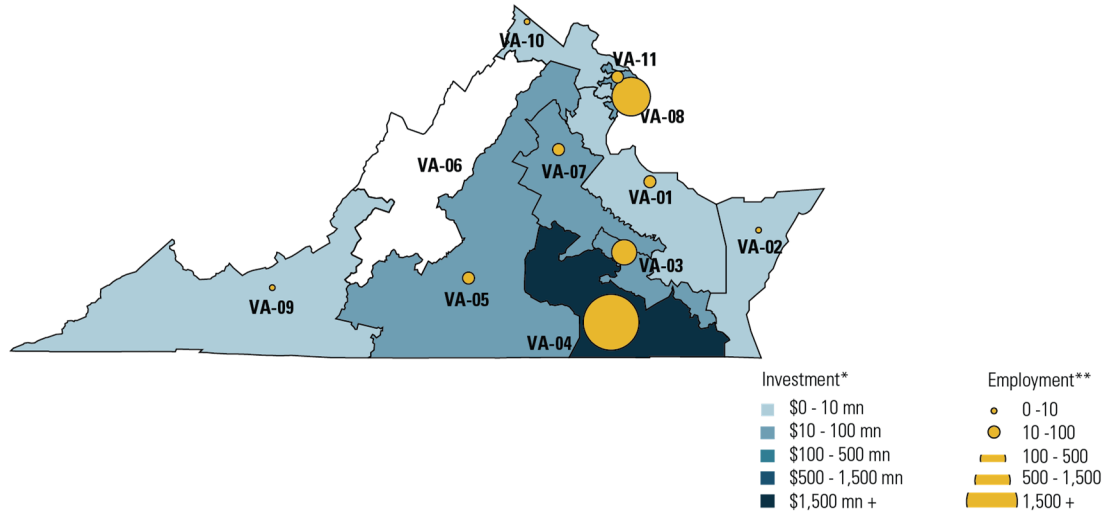 VA-10
VA-11
VA-08
VA-06
VA-07
VA-01
VA-02
VA-03
VA-09
VA-05
VA-04
Investment*
$0 - 10 mn
$10 - 100 mn
$100 - 500 mn
$500 - 1,500 mn
$1,500 mn +
Employment**
0 -10
10 -100
100 - 500
500 - 1,500
1,500 +